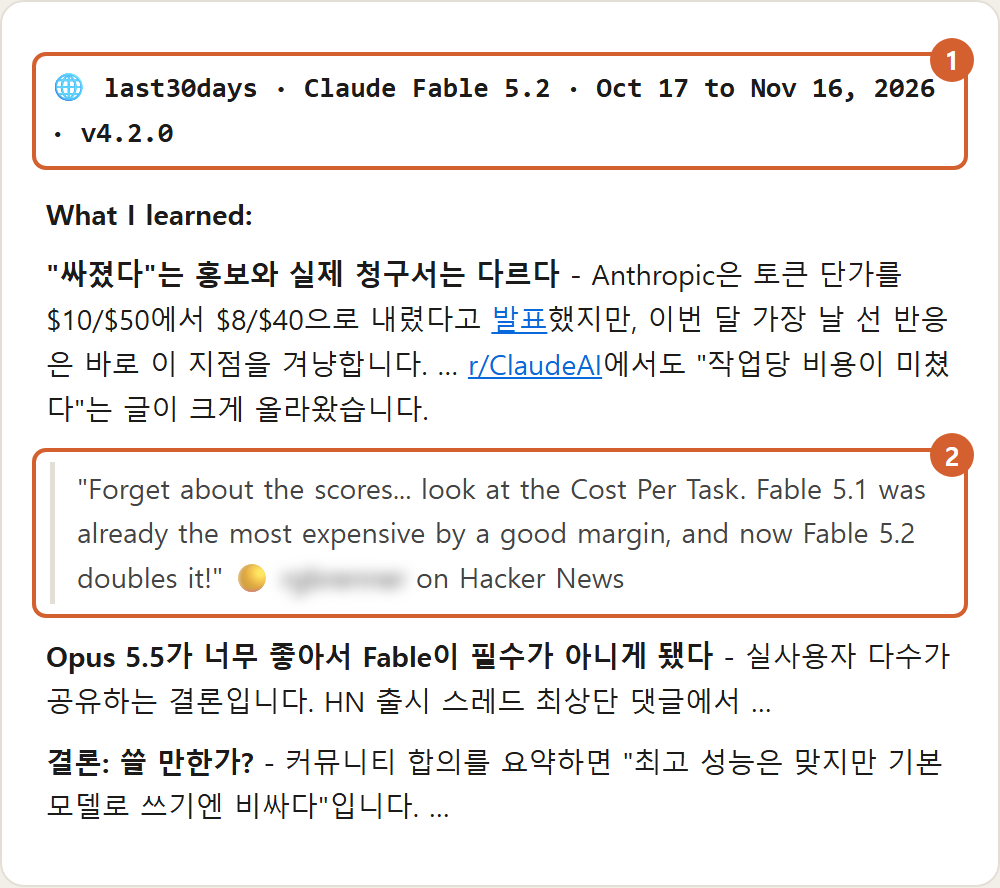 1
last30days · Claude Fable 5.2 · Oct 17 to Nov 16, 2026
· v4.2.0
What I learned:
"싸졌다"는 홍보와 실제 청구서는 다르다 - Anthropic은 토큰 단가를
$10/$50에서 $8/$40으로 내렸다고 발표했지만, 이번 달 가장 날 선 반응
은 바로 이 지점을 겨냥합니다. ... r/ClaudeAI에서도 "작업당 비용이 미쳤
다"는 글이 크게 올라왔습니다.
2
"Forget about the scores... look at the Cost Per Task. Fable 5.1 was
already the most expensive by a good margin, and now Fable 5.2
doubles it!" on Hacker News
Opus 5.5가 너무 좋아서 Fable이 필수가 아니게 됐다 - 실사용자 다수가
공유하는 결론입니다. HN 출시 스레드 최상단 댓글에서 ...
결론: 쓸 만한가? - 커뮤니티 합의를 요약하면 "최고 성능은 맞지만 기본
모델로 쓰기엔 비싸다"입니다. ...